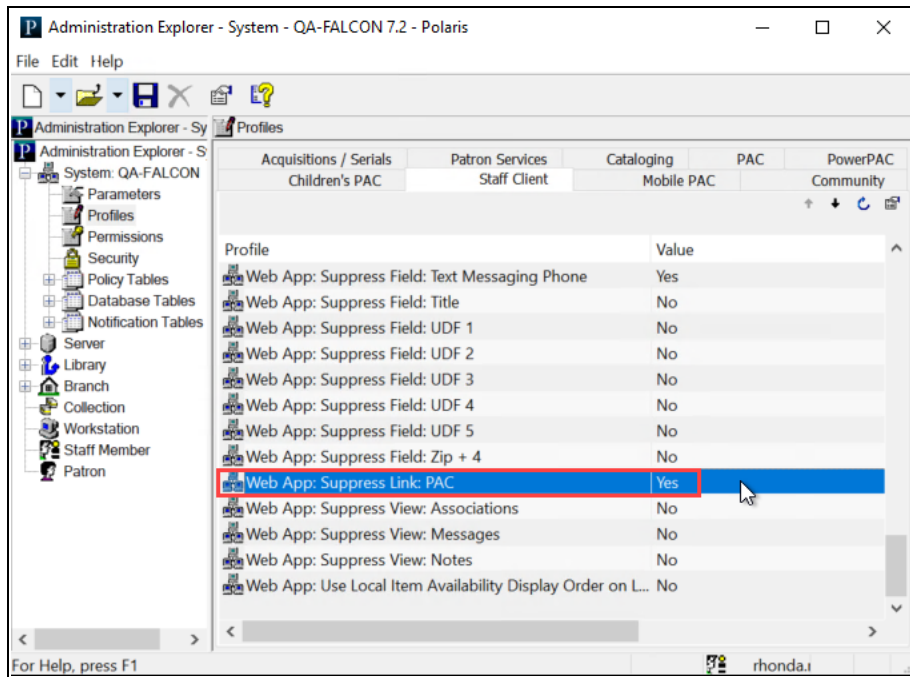 Administration Explorer - System - QA-FALCON 7.2 - Polaris
File Edit Help
Administration Explorer - Sy
Profiles
Administration Explorer - S
System: QA-FALCON
Parameters
Profiles
Permissions
Security
Policy Tables
Database Tables
Notification Tables
Server
Library
Branch
Collection
Workstation
Staff Member
Patron
Acquisitions / Serials Patron Services Cataloging PAC PowerPAC
Children's PAC Staff Client Mobile PAC Community
Profile Value
Web App: Suppress Field: Text Messaging Phone Yes
Web App: Suppress Field: Title No
Web App: Suppress Field: UDF 1 No
Web App: Suppress Field: UDF 2 No
Web App: Suppress Field: UDF 3 No
Web App: Suppress Field: UDF 4 No
Web App: Suppress Field: UDF 5 No
Web App: Suppress Field: Zip + 4 No
Web App: Suppress Link: PAC Yes
Web App: Suppress View: Associations No
Web App: Suppress View: Messages No
Web App: Suppress View: Notes No
Web App: Use Local Item Availability Display Order on L... No
For Help, press F1
rhonda.